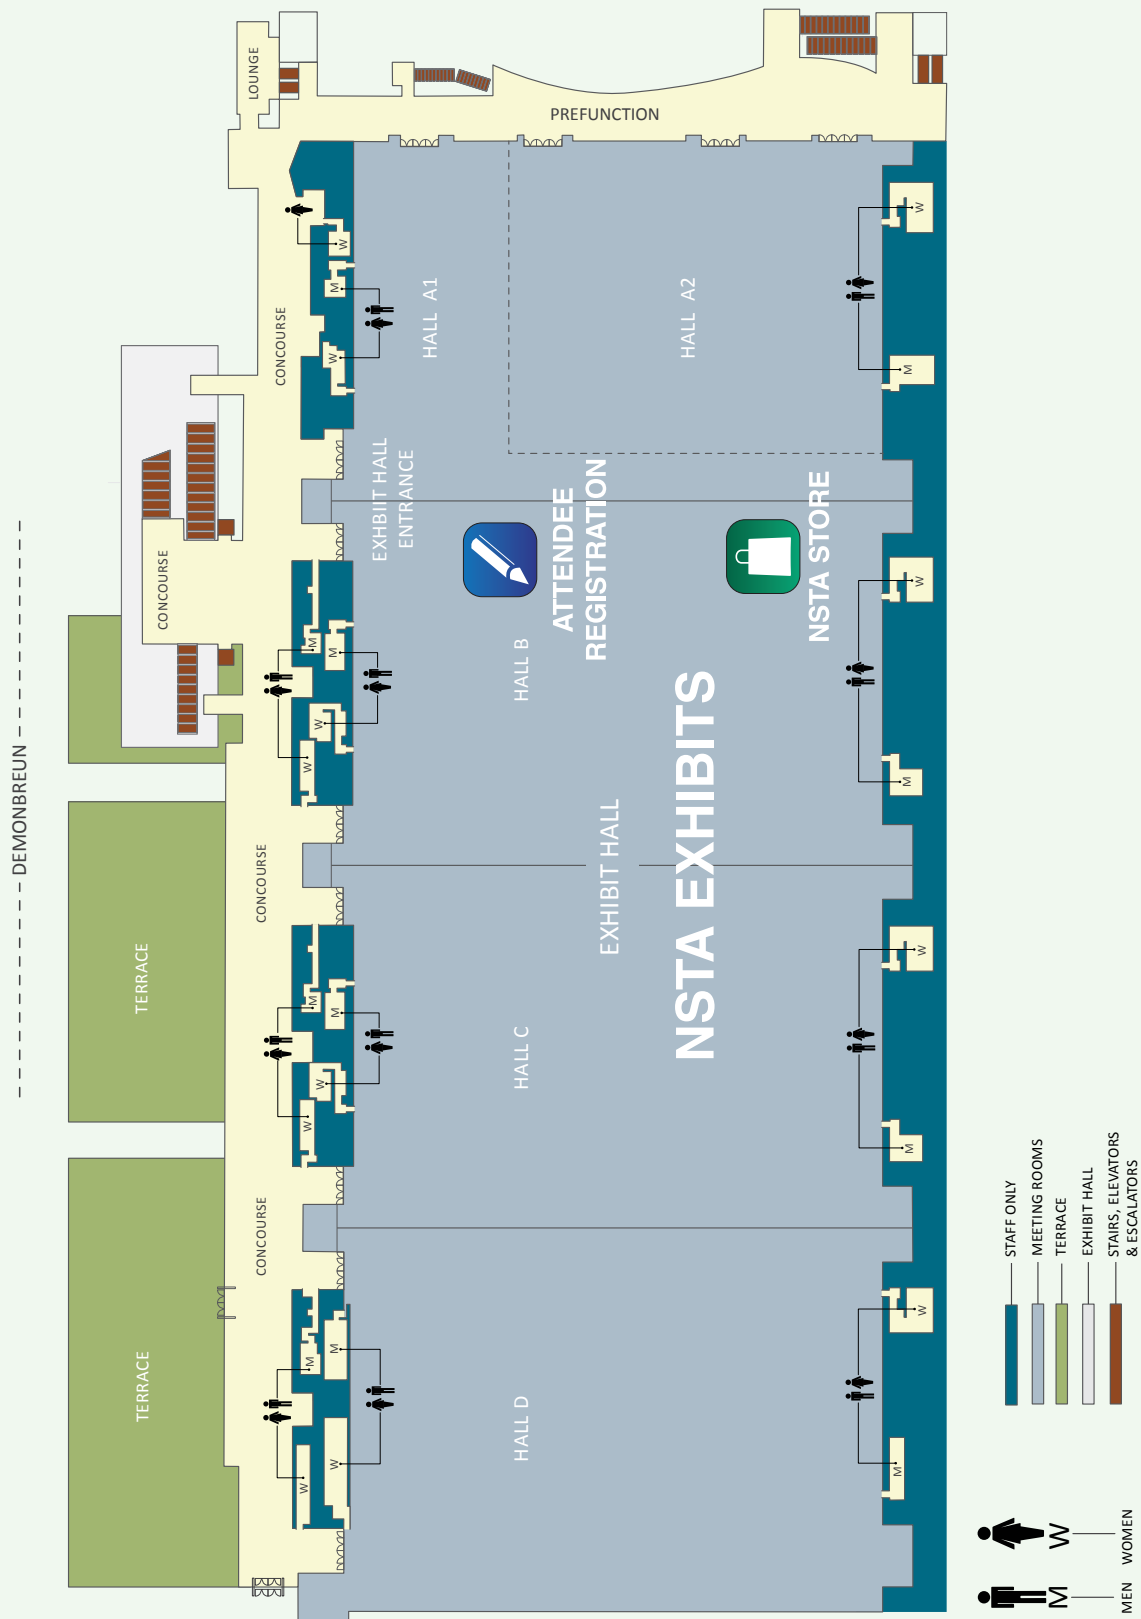 DEMONBREUN
LOUNGE
PREFUNCTION
CONCOURSE
HALL A1
HALL A2
EXHBIIT HALL
ENTRANCE
CONCOURSE
ATTENDEE
REGISTRATION
NSTA STORE
HALL B
NSTA EXHIBITS
EXHIBIT HALL
CONCOURSE
TERRACE
HALL C
CONCOURSE
TERRACE
HALL D
W
M
W
W
M
M
M
W
W
W
M
M
M
W
W
W
M
M
M
W
W
W
M
STAFF ONLY
MEETING ROOMS
TERRACE
EXHIBIT HALL
STAIRS, ELEVATORS
& ESCALATORS
M
MEN
W
WOMEN